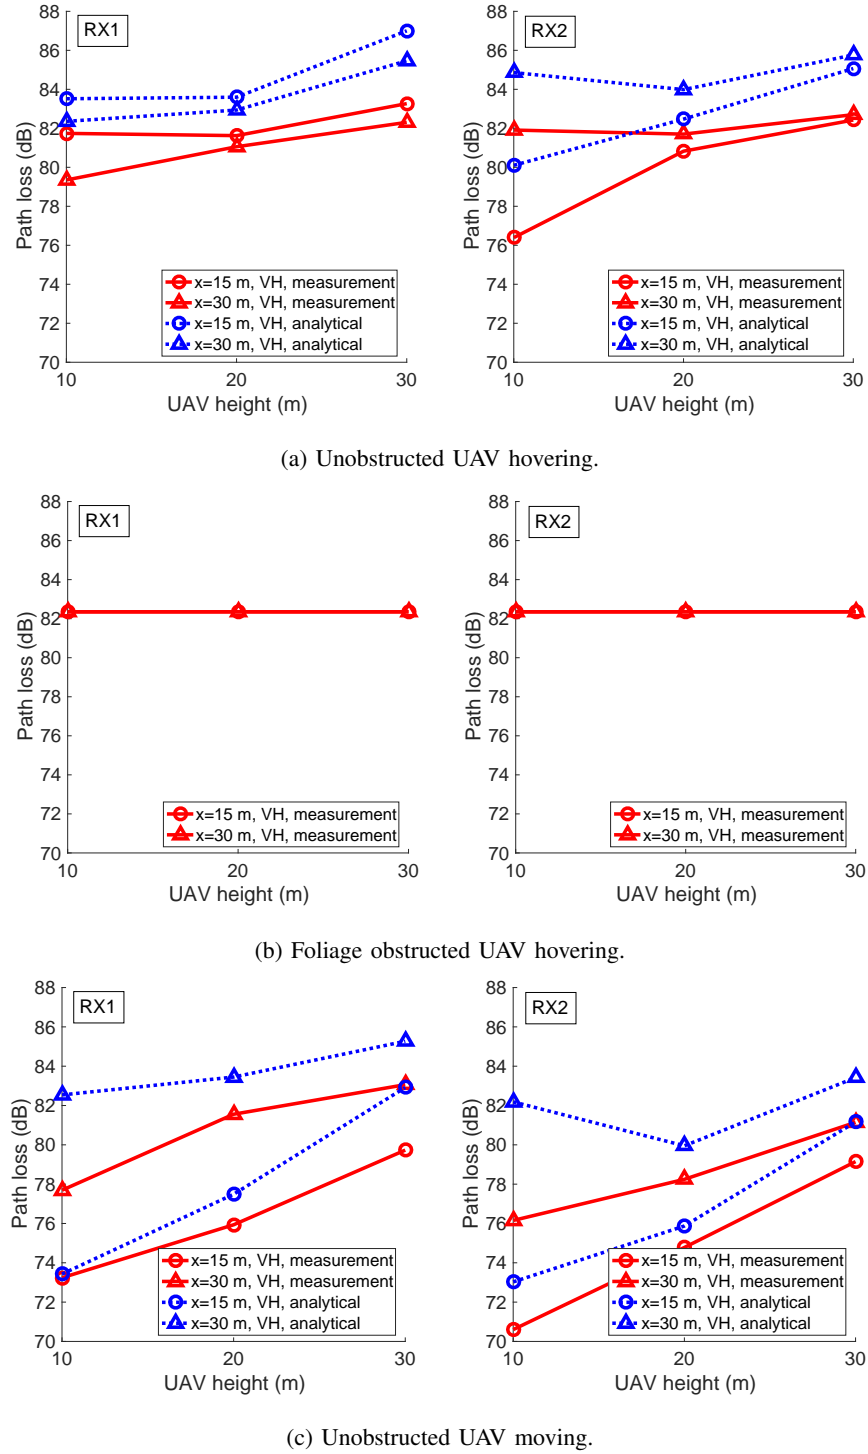 RX1
88
86
84
82
80
78
76
74
72
70
Path loss (dB)
x=15 m, VH, measurement
x=30 m, VH, measurement
x=15 m, VH, analytical
x=30 m, VH, analytical
10 20 30
UAV height (m)
RX2
88
86
84
82
80
78
76
74
72
70
Path loss (dB)
x=15 m, VH, measurement
x=30 m, VH, measurement
x=15 m, VH, analytical
x=30 m, VH, analytical
10 20 30
UAV height (m)
(a) Unobstructed UAV hovering.
RX1
88
86
84
82
80
78
76
74
72
70
Path loss (dB)
x=15 m, VH, measurement
x=30 m, VH, measurement
10 20 30
UAV height (m)
RX2
88
86
84
82
80
78
76
74
72
70
Path loss (dB)
x=15 m, VH, measurement
x=30 m, VH, measurement
10 20 30
UAV height (m)
(b) Foliage obstructed UAV hovering.
RX1
88
86
84
82
80
78
76
74
72
70
Path loss (dB)
x=15 m, VH, measurement
x=30 m, VH, measurement
x=15 m, VH, analytical
x=30 m, VH, analytical
10 20 30
UAV height (m)
RX2
88
86
84
82
80
78
76
74
72
70
Path loss (dB)
x=15 m, VH, measurement
x=30 m, VH, measurement
x=15 m, VH, analytical
x=30 m, VH, analytical
10 20 30
UAV height (m)
(c) Unobstructed UAV moving.